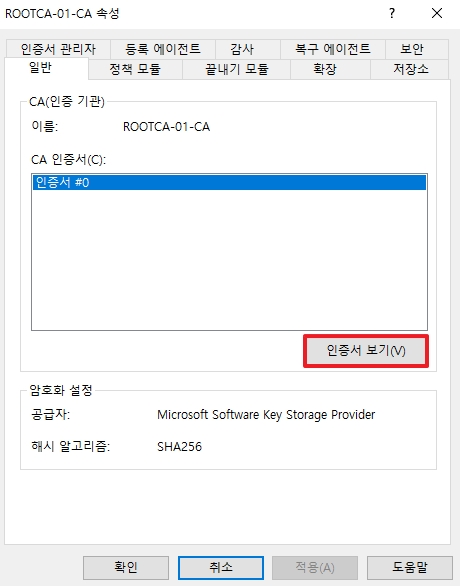 ROOTCA-01-CA 속성
인증서 관리자 등록 에이전트 감사 복구 에이전트 보안
일반 정책 모듈 끝내기 모듈 확장 저장소
CA(인증 기관)
이름: ROOTCA-01-CA
CA 인증서(C):
인증서 #0
인증서 보기(V)
암호화 설정
공급자: Microsoft Software Key Storage Provider
해시 알고리즘: SHA256
확인 취소 적용(A) 도움말